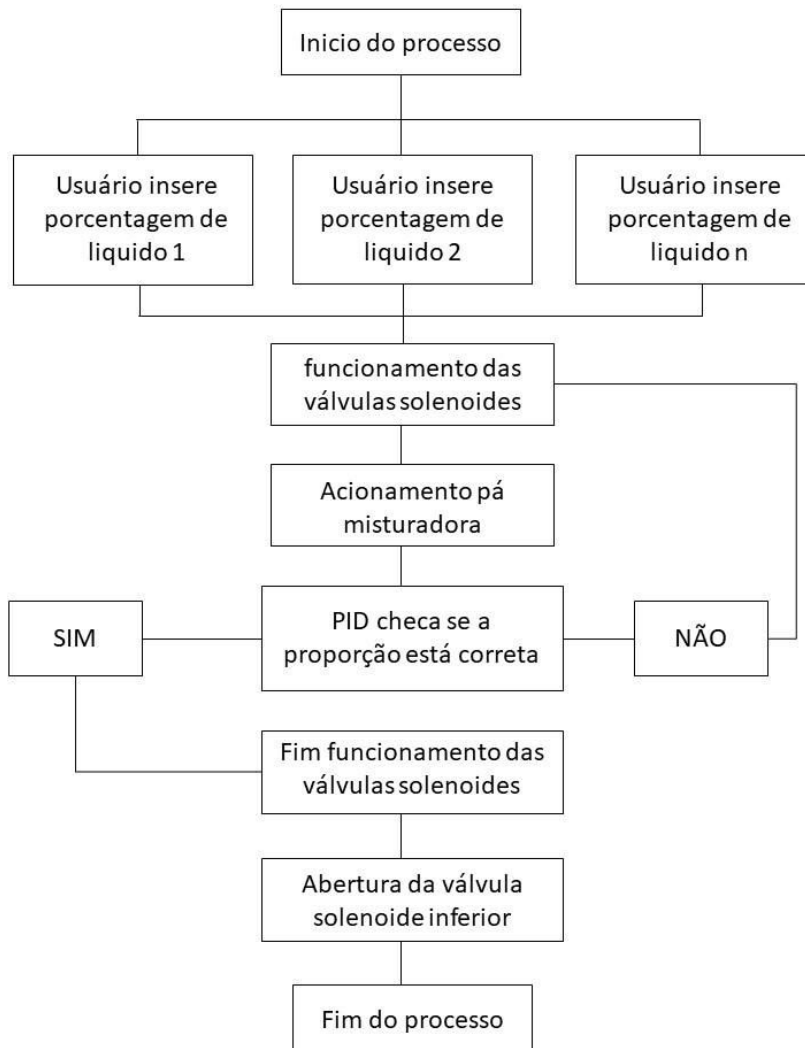 Inicio do processo
Usuário insere
porcentagem de
liquido 1
Usuário insere
porcentagem de
liquido 2
Usuário insere
porcentagem de
liquido n
funcionamento das
válvulas solenoides
Acionamento pá
misturadora
SIM
PID checa se a
proporção está correta
NÃO
Fim funcionamento das
válvulas solenoides
Abertura da válvula
solenoide inferior
Fim do processo